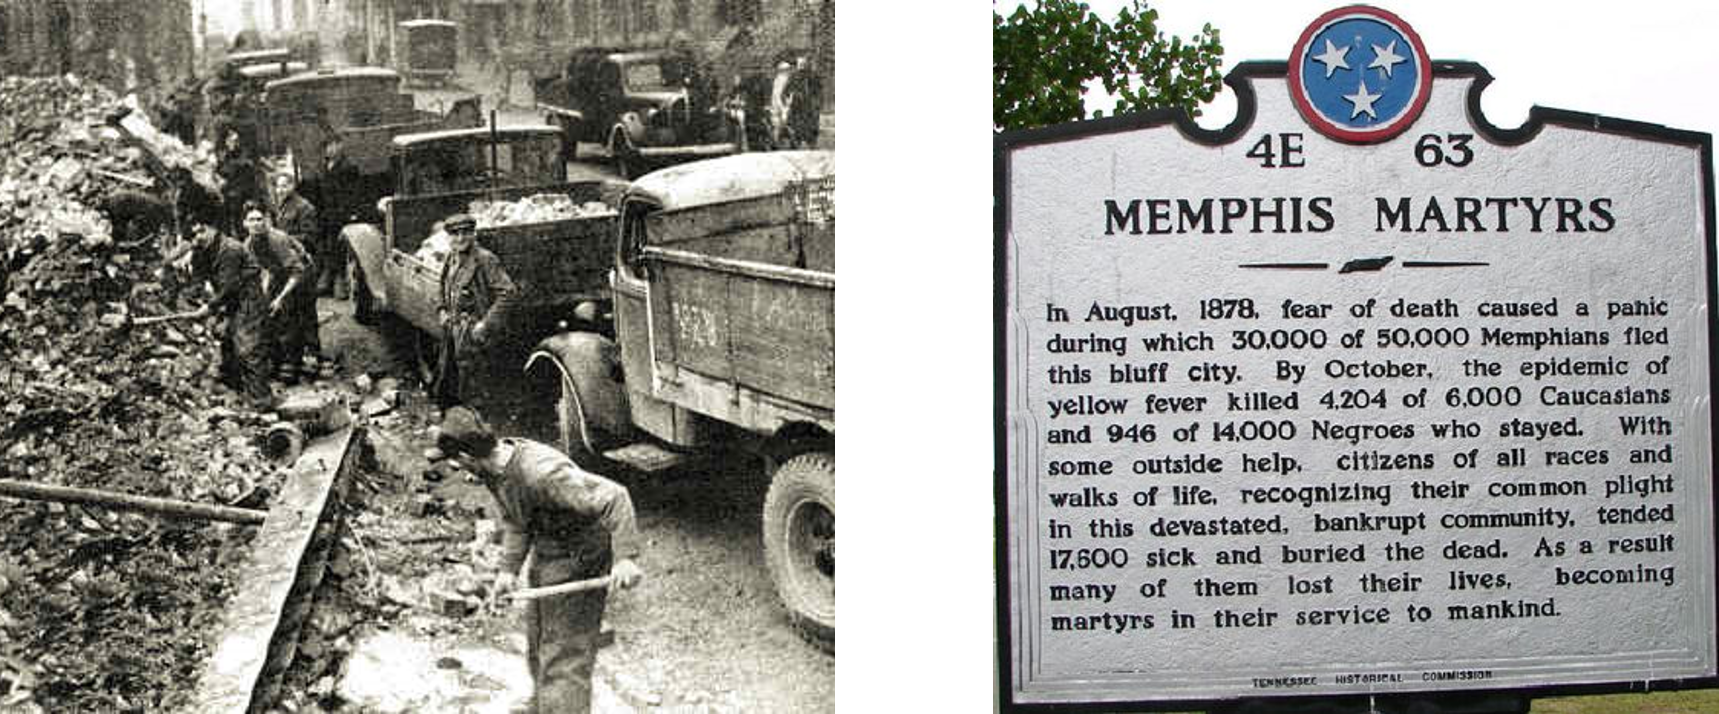 4E 63
MEMPHIS MARTYRS
In August, 1878, fear of death caused a panic
during which 30,000 of 50,000 Memphians fled
this bluff city. By October, the epidemic of
yellow fever killed 4,204 of 6,000 Caucasians
and 946 of 14,000 Negroes who stayed. With
some outside help, citizens of all races and
walks of life, recognizing their common plight
in this devastated, bankrupt community, tended
17,600 sick and buried the dead. As a result
many of them lost their lives, becoming
martyrs in their service to mankind.
TENNESSEE HISTORICAL COMMISSION